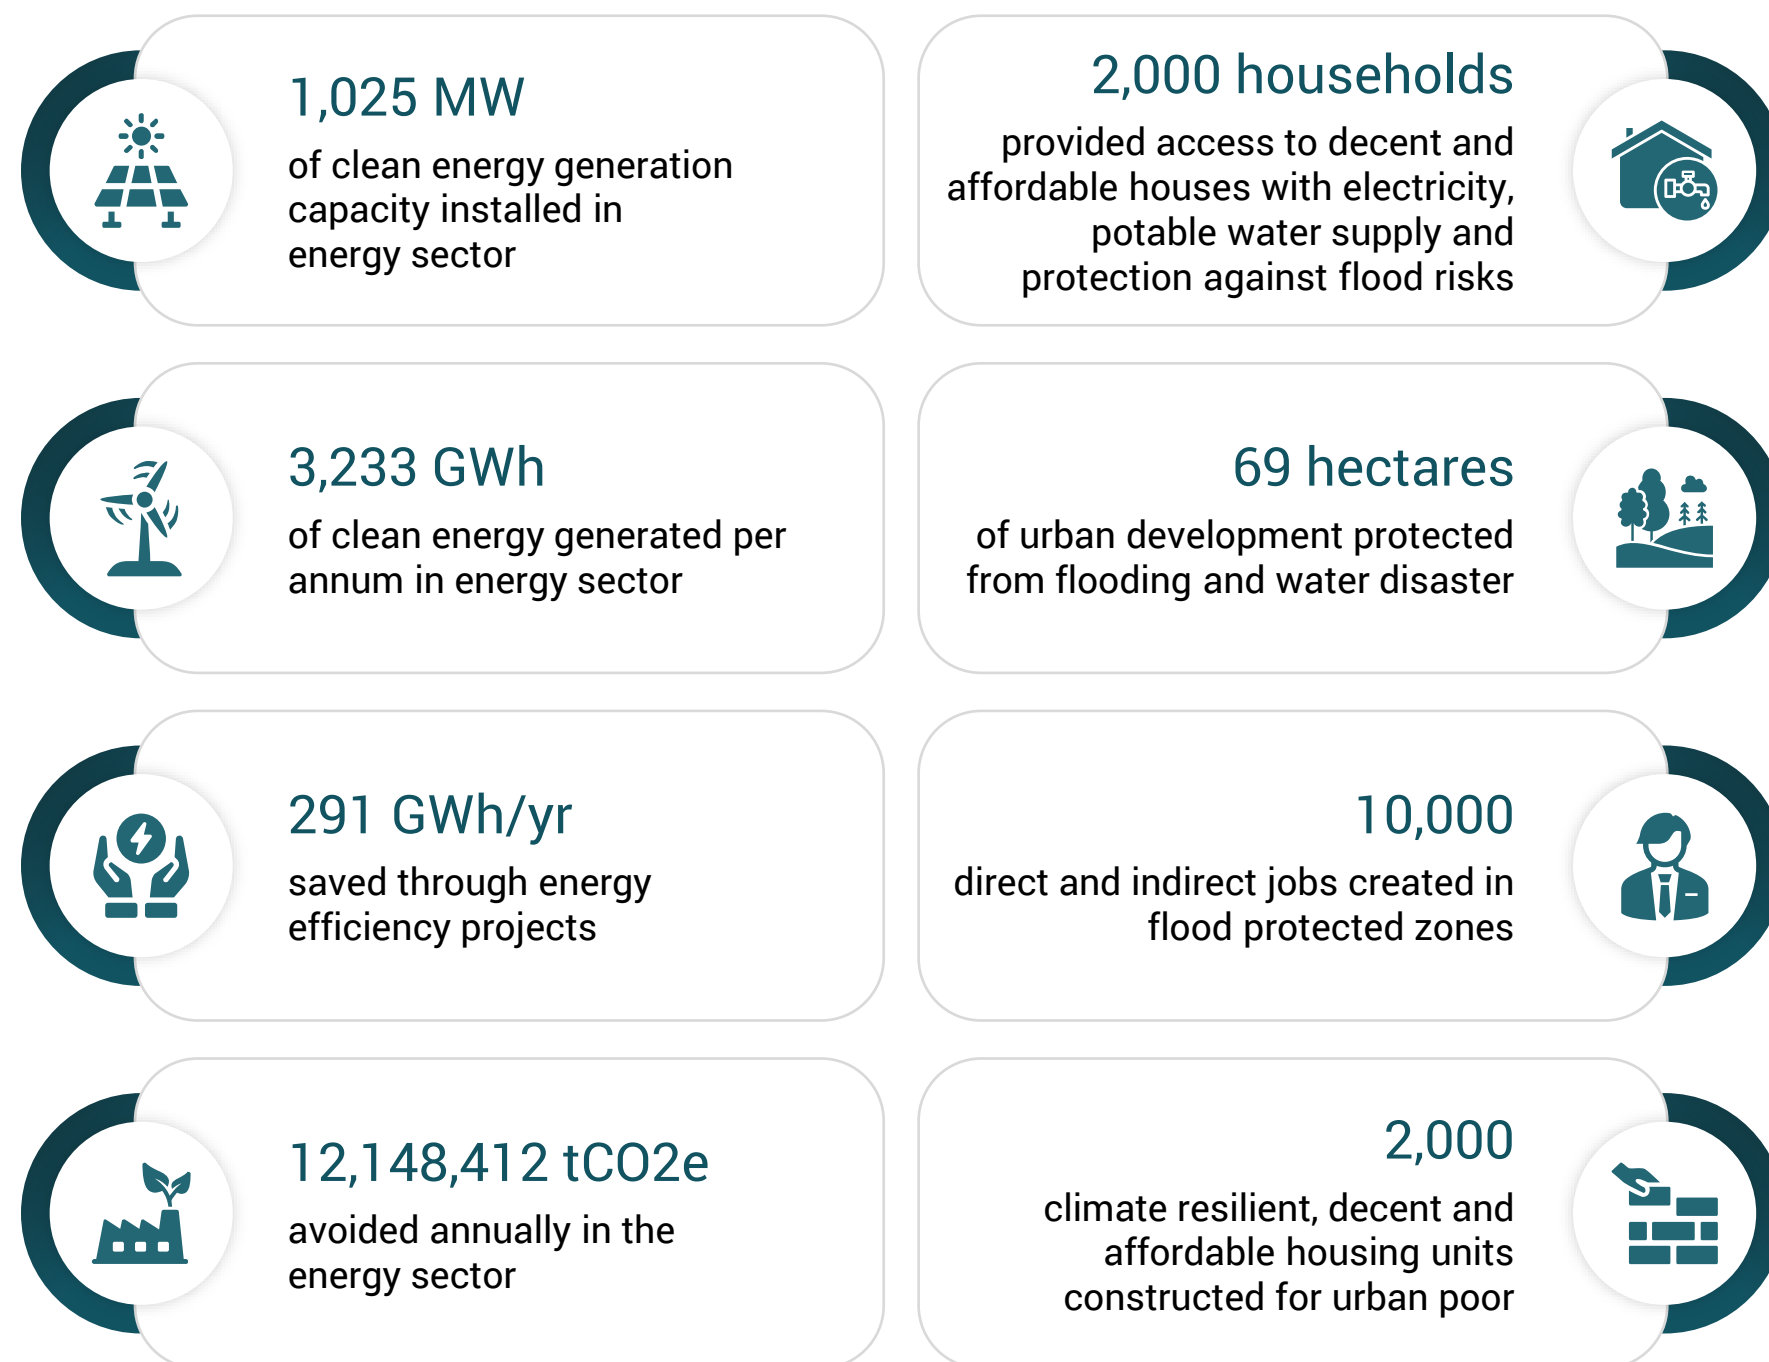 1,025 MW
of clean energy generation
capacity installed in
energy sector
2,000 households
provided access to decent and
affordable houses with electricity,
potable water supply and
protection against flood risks
3,233 GWh
of clean energy generated per
annum in energy sector
69 hectares
of urban development protected
from flooding and water disaster
291 GWh/yr
saved through energy
efficiency projects
10,000
direct and indirect jobs created in
flood protected zones
12,148,412 tCO2e
avoided annually in the
energy sector
2,000
climate resilient, decent and
affordable housing units
constructed for urban poor